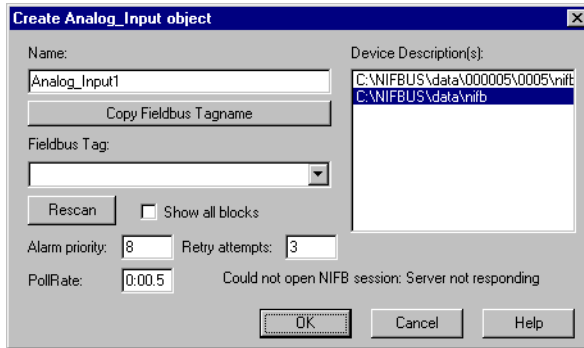 Create Analog_Input object
Name:
Analog_Input1
Copy Fieldbus Tagname
Fieldbus Tag:
Rescan
Show all blocks
Alarm priority: 8 Retry attempts: 3
PollRate: 0:00.5
Device Description(s):
C:\NIFBUS\data\000005\0005\nifb
C:\NIFBUS\data\nifb
Could not open NIFB session: Server not responding
OK
Cancel
Help